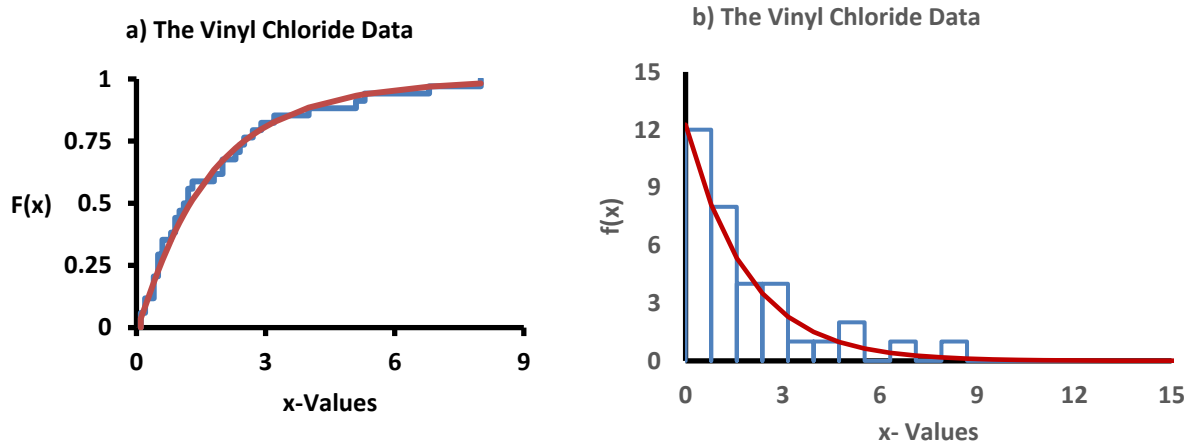 a) The Vinyl Chloride Data
1
0.75
F(x)
0.5
0.25
0
0 3 6 9
x-Values
b) The Vinyl Chloride Data
15
12
9
f(x)
6
3
0
0 3 6 9 12 15
x- Values